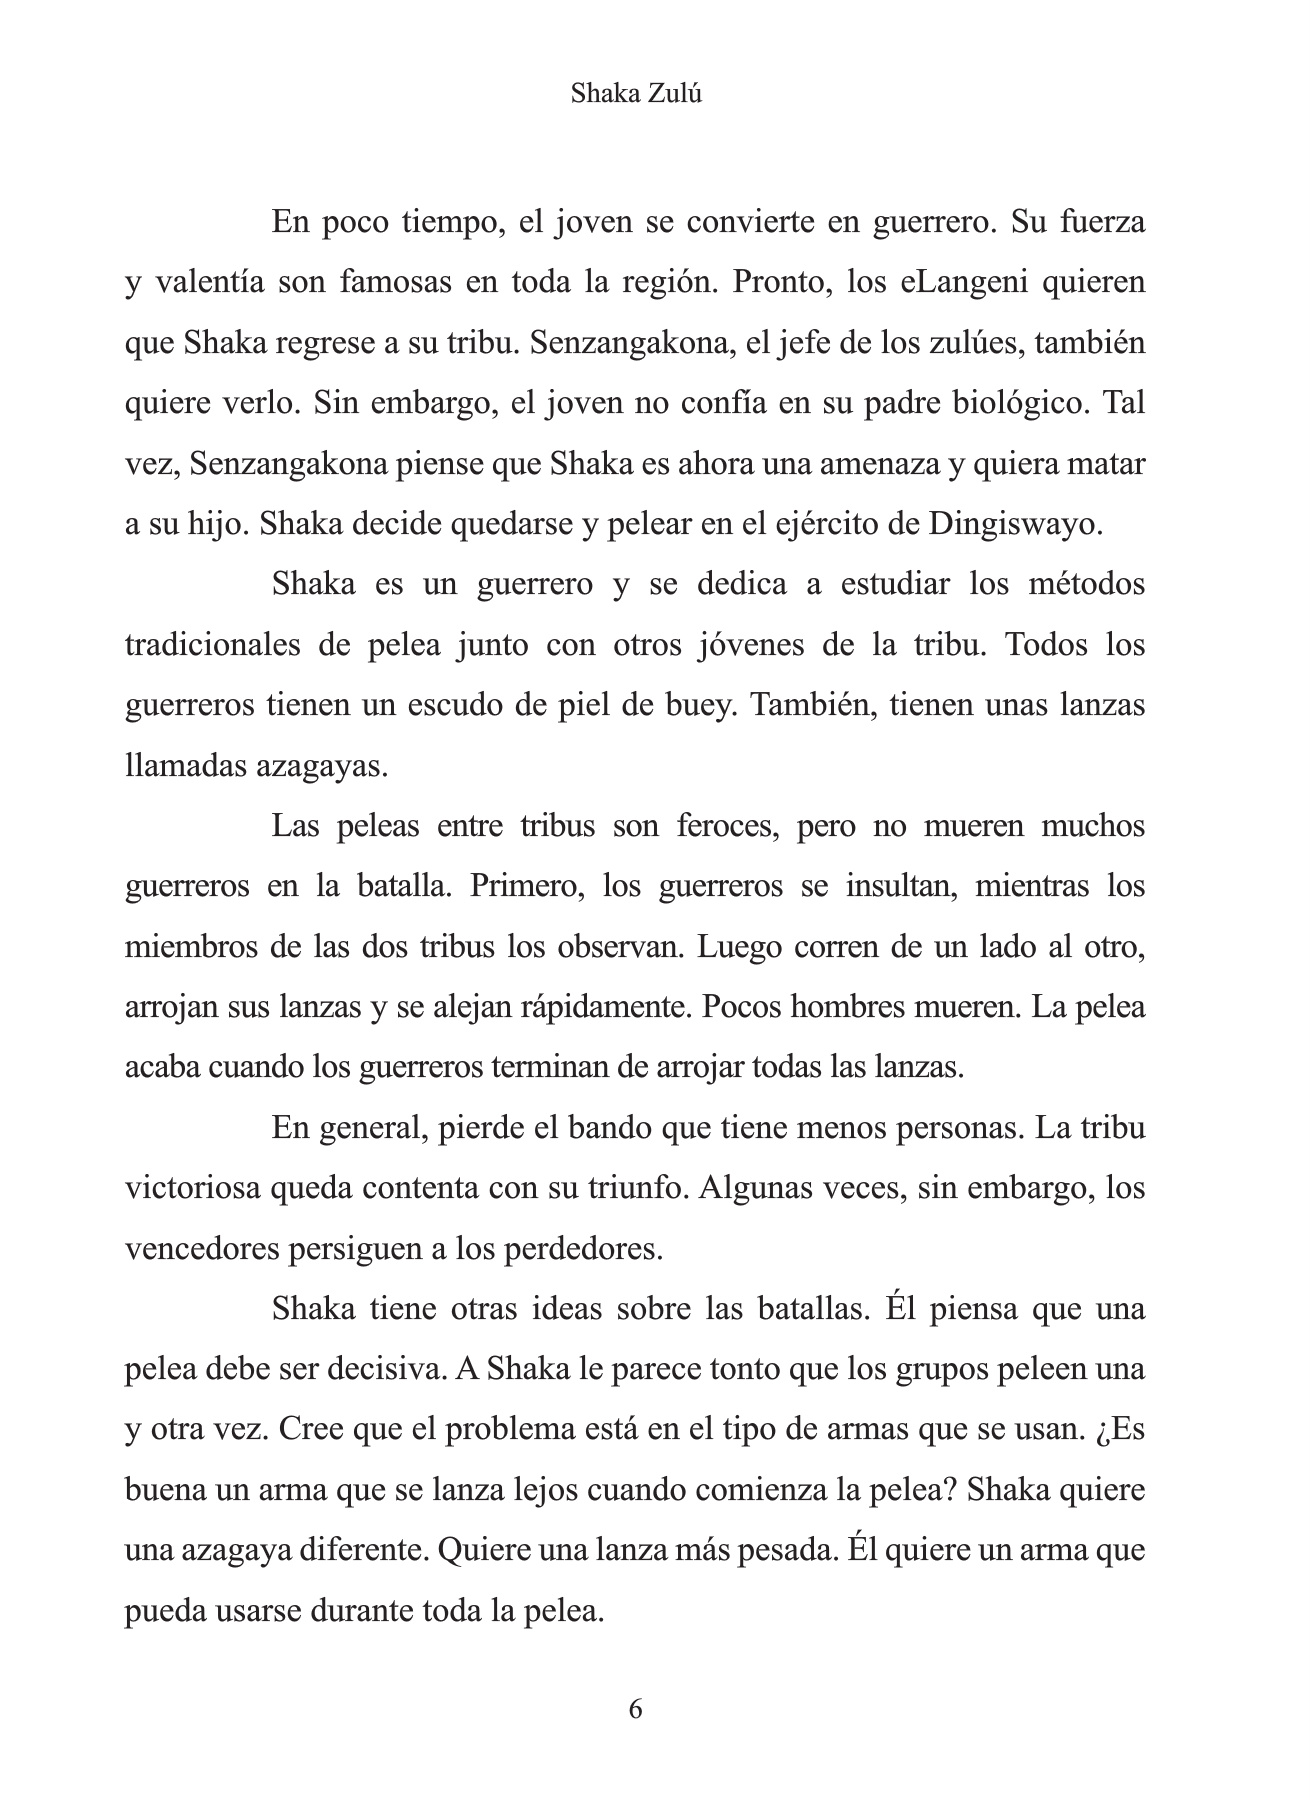 Shaka Zulú
En poco tiempo, el joven se convierte en guerrero. Su fuerza
y valentía son famosas en toda la región. Pronto, los eLangeni quieren
que Shaka regrese a su tribu. Senzangakona, el jefe de los zulúes, también
quiere verlo. Sin embargo, el joven no confía en su padre biológico. Tal
vez, Senzangakona piense que Shaka es ahora una amenaza y quiera matar
a su hijo. Shaka decide quedarse y pelear en el ejército de Dingiswayo.
Shaka es un guerrero y se dedica a estudiar los métodos
tradicionales de pelea junto con otros jóvenes de la tribu. Todos los
guerreros tienen un escudo de piel de buey. También, tienen unas lanzas
llamadas azagayas.
Las peleas entre tribus son feroces, pero no mueren muchos
guerreros en la batalla. Primero, los guerreros se insultan, mientras los
miembros de las dos tribus los observan. Luego corren de un lado al otro,
arrojan sus lanzas y se alejan rápidamente. Pocos hombres mueren. La pelea
acaba cuando los guerreros terminan de arrojar todas las lanzas.
En general, pierde el bando que tiene menos personas. La tribu
victoriosa queda contenta con su triunfo. Algunas veces, sin embargo, los
vencedores persiguen a los perdedores.
Shaka tiene otras ideas sobre las batallas. Él piensa que una
pelea debe ser decisiva. A Shaka le parece tonto que los grupos peleen una
y otra vez. Cree que el problema está en el tipo de armas que se usan. ¿Es
buena un arma que se lanza lejos cuando comienza la pelea? Shaka quiere
una azagaya diferente. Quiere una lanza más pesada. Él quiere un arma que
pueda usarse durante toda la pelea.
6